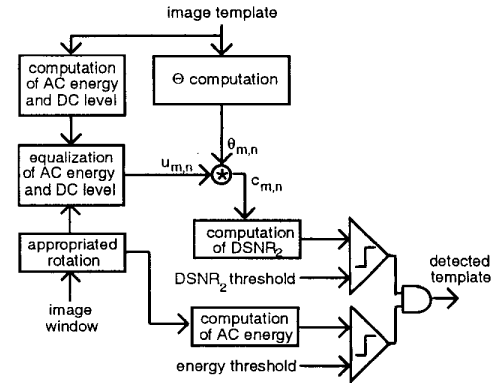 image template
computation
of AC energy
and DC level
Θ computation
θm,n
equalization
of AC energy
and DC level
um,n
*
cm,n
appropriated
rotation
computation
of DSNR2
image
window
DSNR2 threshold
detected
template
computation
of AC energy
energy threshold